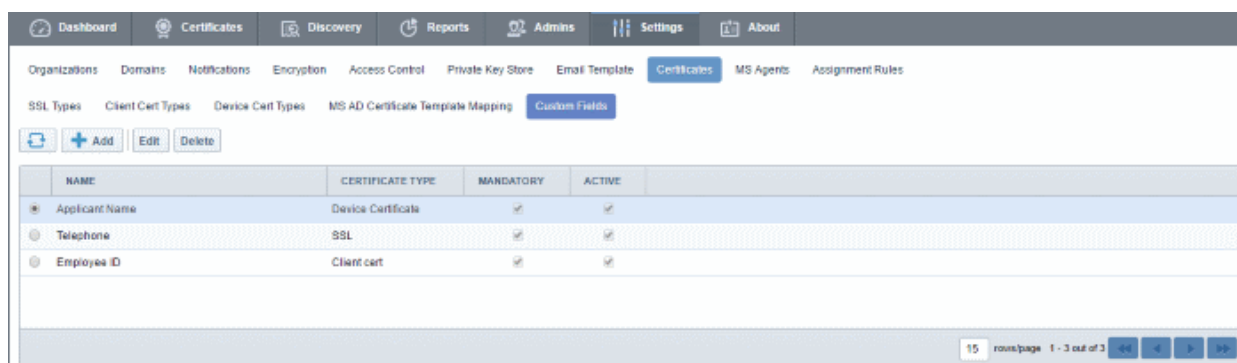 Dashboard Certificates Discovery Reports Admins Settings About
Organizations Domains Notifications Encryption Access Control Private Key Store Email Template Certificates MS Agents Assignment Rules
SSL Types Client Cert Types Device Cert Types MS AD Certificate Template Mapping Custom Fields
Add Edit Delete
NAME CERTIFICATE TYPE MANDATORY ACTIVE
Applicant Name Device Certificate
Telephone SSL
Employee ID Client cert
15 rows/page 1 - 3 out of 3